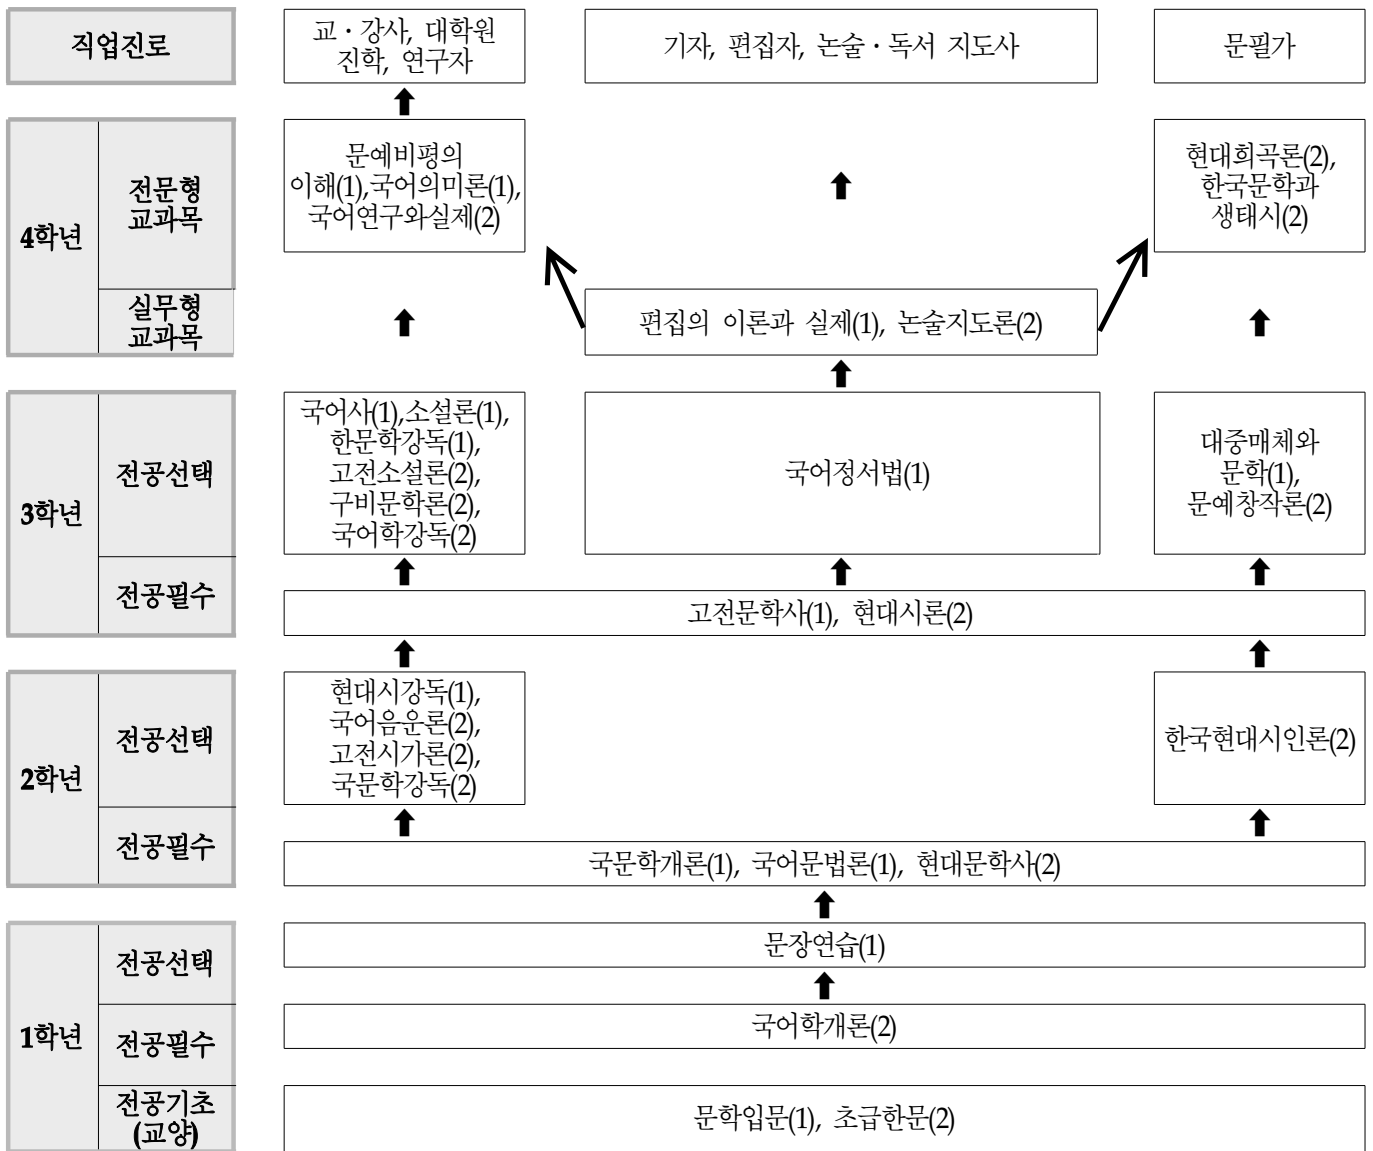 직업진로
교·강사, 대학원
진학, 연구자
기자, 편집자, 논술·독서 지도사
문필가
4학년
전문형
교과목
문예비평의
이해(1),국어의미론(1),
국어연구와실제(2)
현대희곡론(2),
한국문학과
생태시(2)
실무형
교과목
편집의 이론과 실제(1), 논술지도론(2)
3학년
전공선택
국어사(1),소설론(1),
한문학강독(1),
고전소설론(2),
구비문학론(2),
국어학강독(2)
국어정서법(1)
대중매체와
문학(1),
문예창작론(2)
전공필수
고전문학사(1), 현대시론(2)
2학년
전공선택
현대시강독(1),
국어음운론(2),
고전시가론(2),
국문학강독(2)
한국현대시인론(2)
전공필수
국문학개론(1), 국어문법론(1), 현대문학사(2)
1학년
전공선택
문장연습(1)
전공필수
국어학개론(2)
전공기초
(교양)
문학입문(1), 초급한문(2)